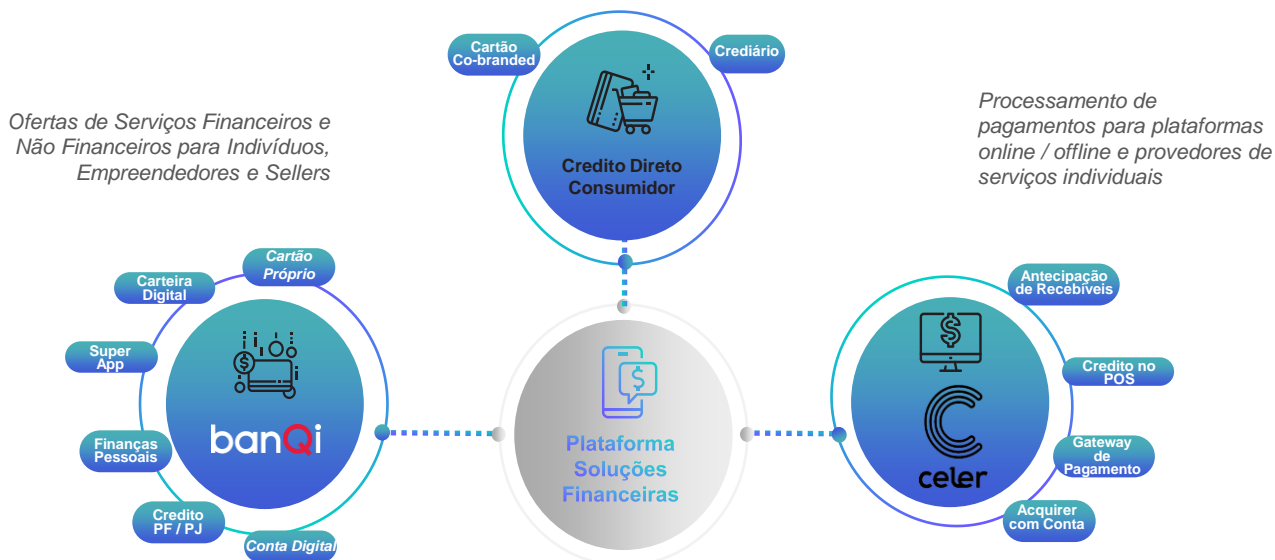 Cartão
Co-branded
Crediário
Credito Direto
Consumidor
Ofertas de Serviços Financeiros e
Não Financeiros para Indivíduos,
Empreendedores e Sellers
Processamento de
pagamentos para plataformas
online / offline e provedores de
serviços individuais
Cartão
Próprio
Carteira
Digital
Super
App
Finanças
Pessoais
Credito
PF / PJ
Conta Digital
$
banQi
$
Plataforma
Soluções
Financeiras
$
celer
Antecipação
de Recebíveis
Credito no
POS
Gateway
de
Pagamento
Acquirer
com Conta